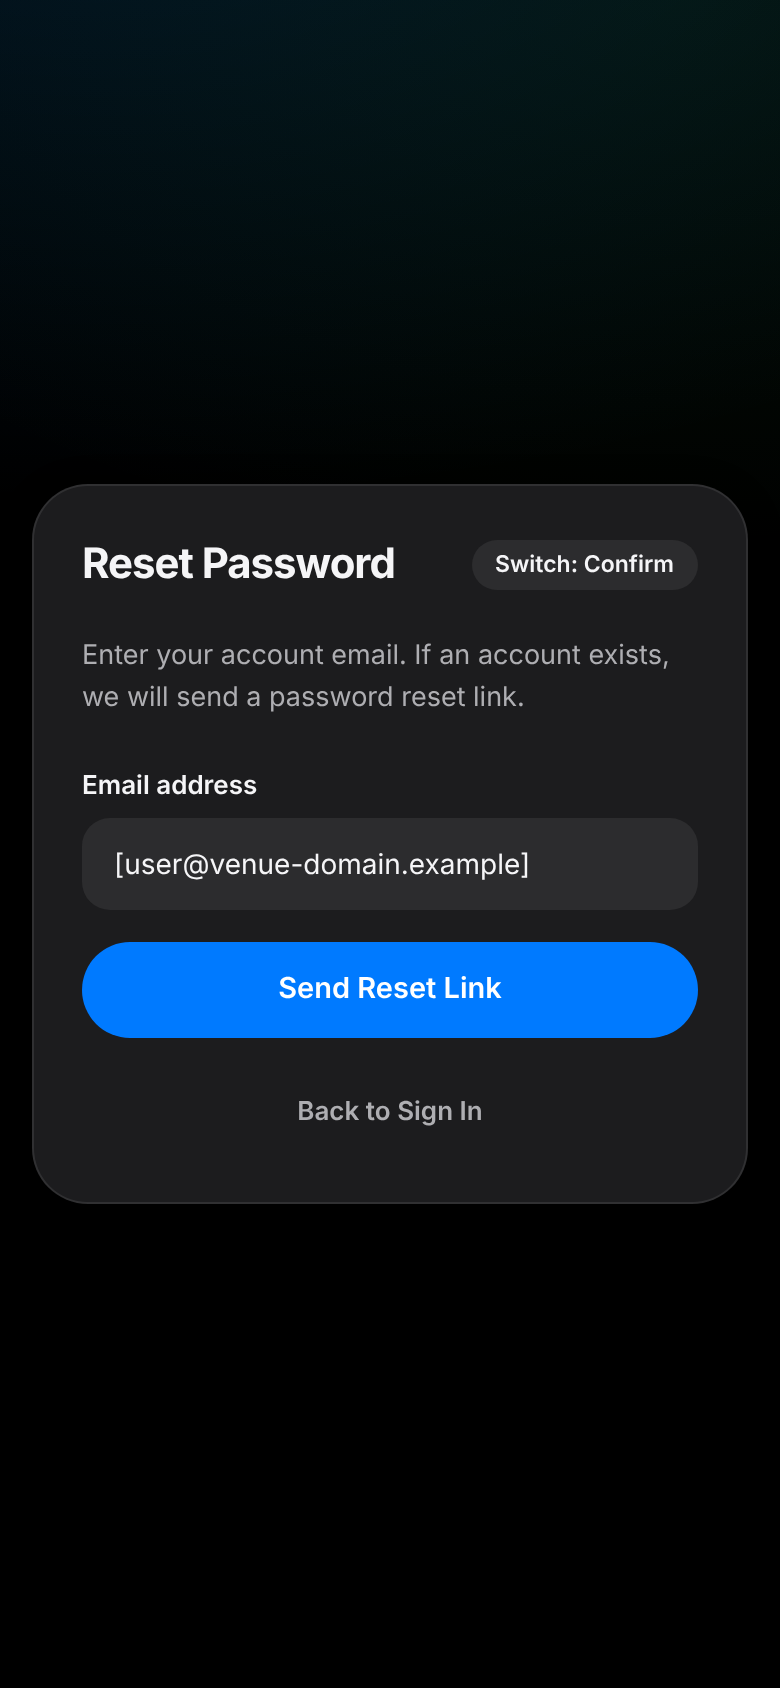 Reset Password
Switch: Confirm
Enter your account email. If an account exists,
we will send a password reset link.
Email address
[user@venue-domain.example]
Send Reset Link
Back to Sign In